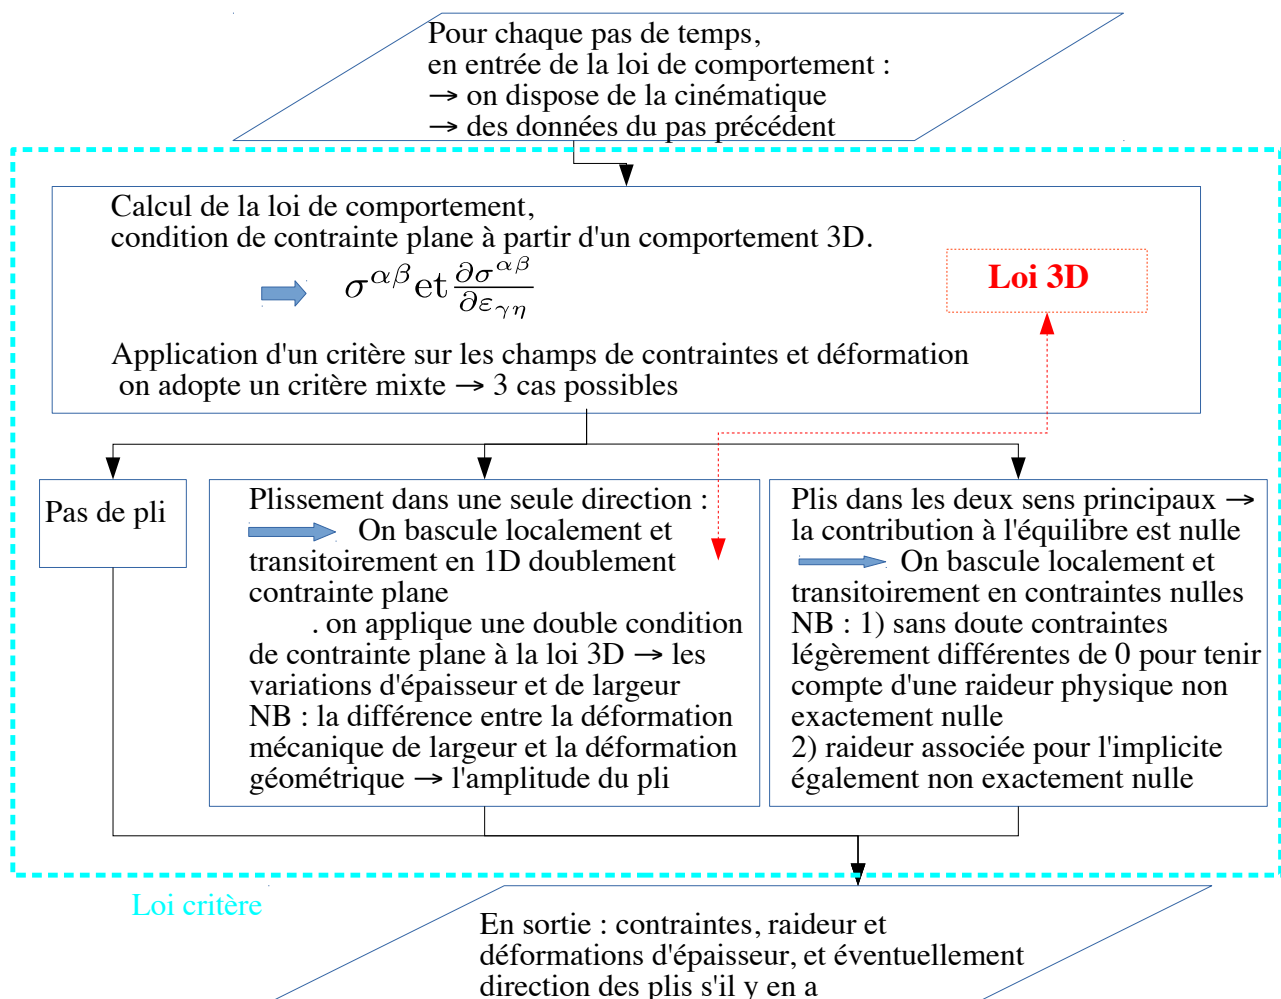 Pour chaque pas de temps,
en entrée de la loi de comportement :
→ on dispose de la cinématique
→ des données du pas précédent
Calcul de la loi de comportement,
condition de contrainte plane à partir d'un comportement 3D.
σ^{αβ} et ∂σ^{αβ}/∂ε_{γη}
Loi 3D
Application d'un critère sur les champs de contraintes et déformation
on adopte un critère mixte → 3 cas possibles
Pas de pli
Plissement dans une seule direction :
On bascule localement et
transitoirement en 1D doublement
contrainte plane
. on applique une double condition
de contrainte plane à la loi 3D → les
variations d'épaisseur et de largeur
NB : la différence entre la déformation
mécanique de largeur et la déformation
géométrique → l'amplitude du pli
Plis dans les deux sens principaux →
la contribution à l'équilibre est nulle
On bascule localement et
transitoirement en contraintes nulles
NB : 1) sans doute contraintes
légèrement différentes de 0 pour tenir
compte d'une raideur physique non
exactement nulle
2) raideur associée pour l'implicite
également non exactement nulle
Loi critère
En sortie : contraintes, raideur et
déformations d'épaisseur, et éventuellement
direction des plis s'il y en a